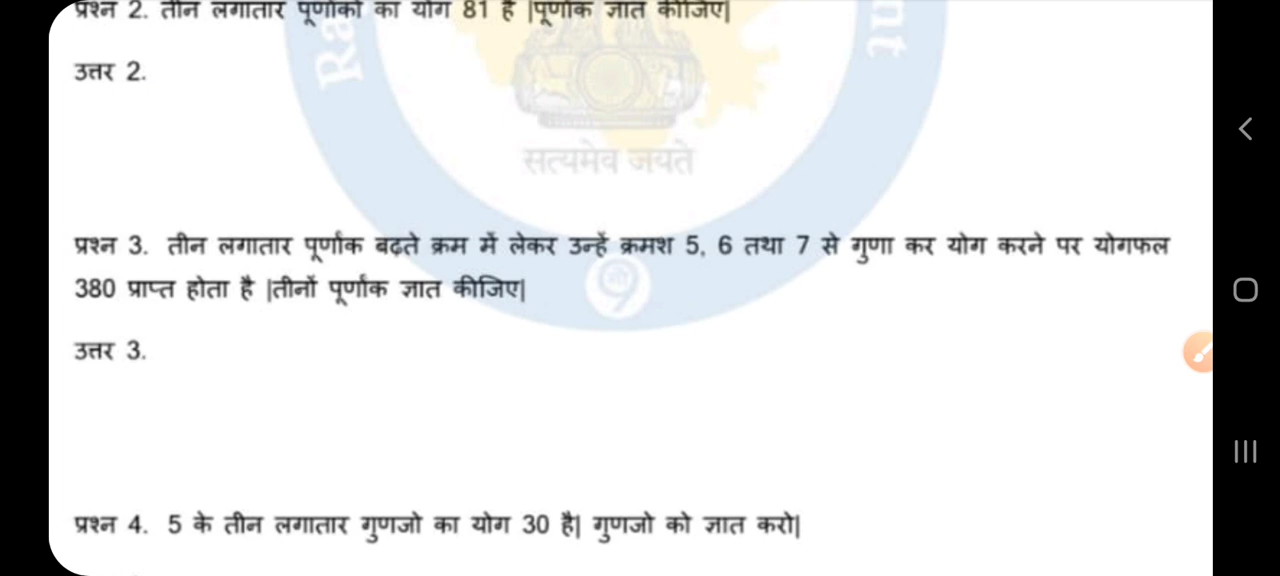 प्रश्न 2. तीन लगातार पूर्णांको का योग 81 है |पूर्णांक ज्ञात कीजिए|
Ra
nt
उत्तर 2.
सत्यमेव जयते
प्रश्न 3. तीन लगातार पूर्णांक बढ़ते क्रम में लेकर उन्हें क्रमश 5, 6 तथा 7 से गुणा कर योग करने पर योगफल
380 प्राप्त होता है |तीनों पूर्णांक ज्ञात कीजिए|
उत्तर 3.
प्रश्न 4. 5 के तीन लगातार गुणजो का योग 30 है| गुणजो को ज्ञात करो|